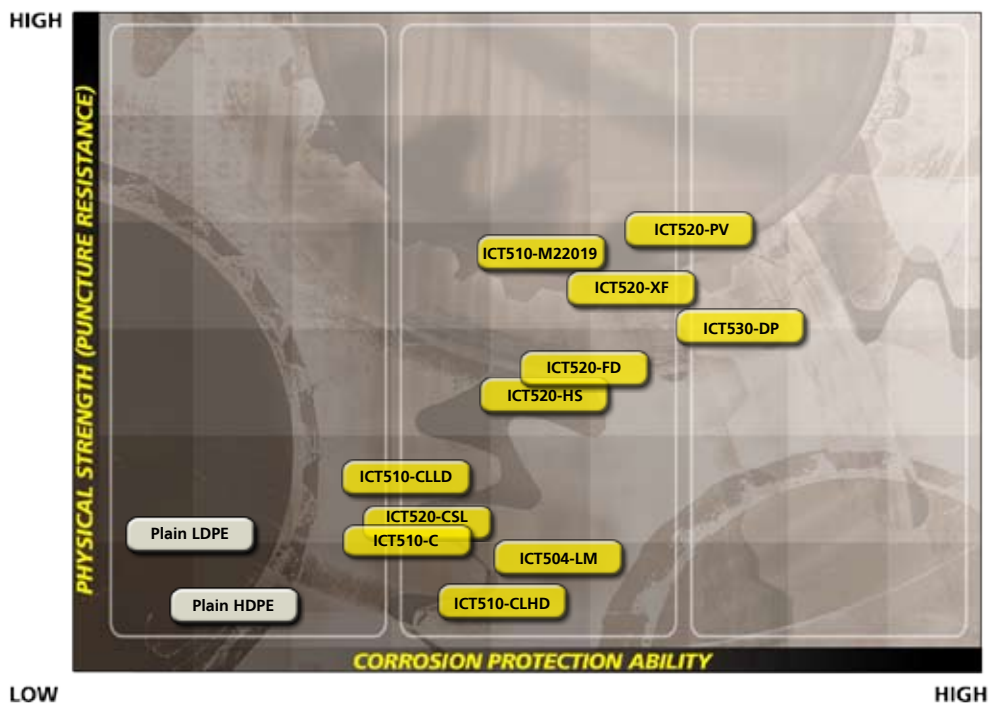 HIGH
PHYSICAL STRENGTH (PUNCTURE RESISTANCE)
ICT520-PV
ICT510-M22019
ICT520-XF
ICT530-DP
ICT520-FD
ICT520-HS
ICT510-CLLD
ICT520-CSL
Plain LDPE
ICT510-C
ICT504-LM
Plain HDPE
ICT510-CLHD
CORROSION PROTECTION ABILITY
LOW
HIGH